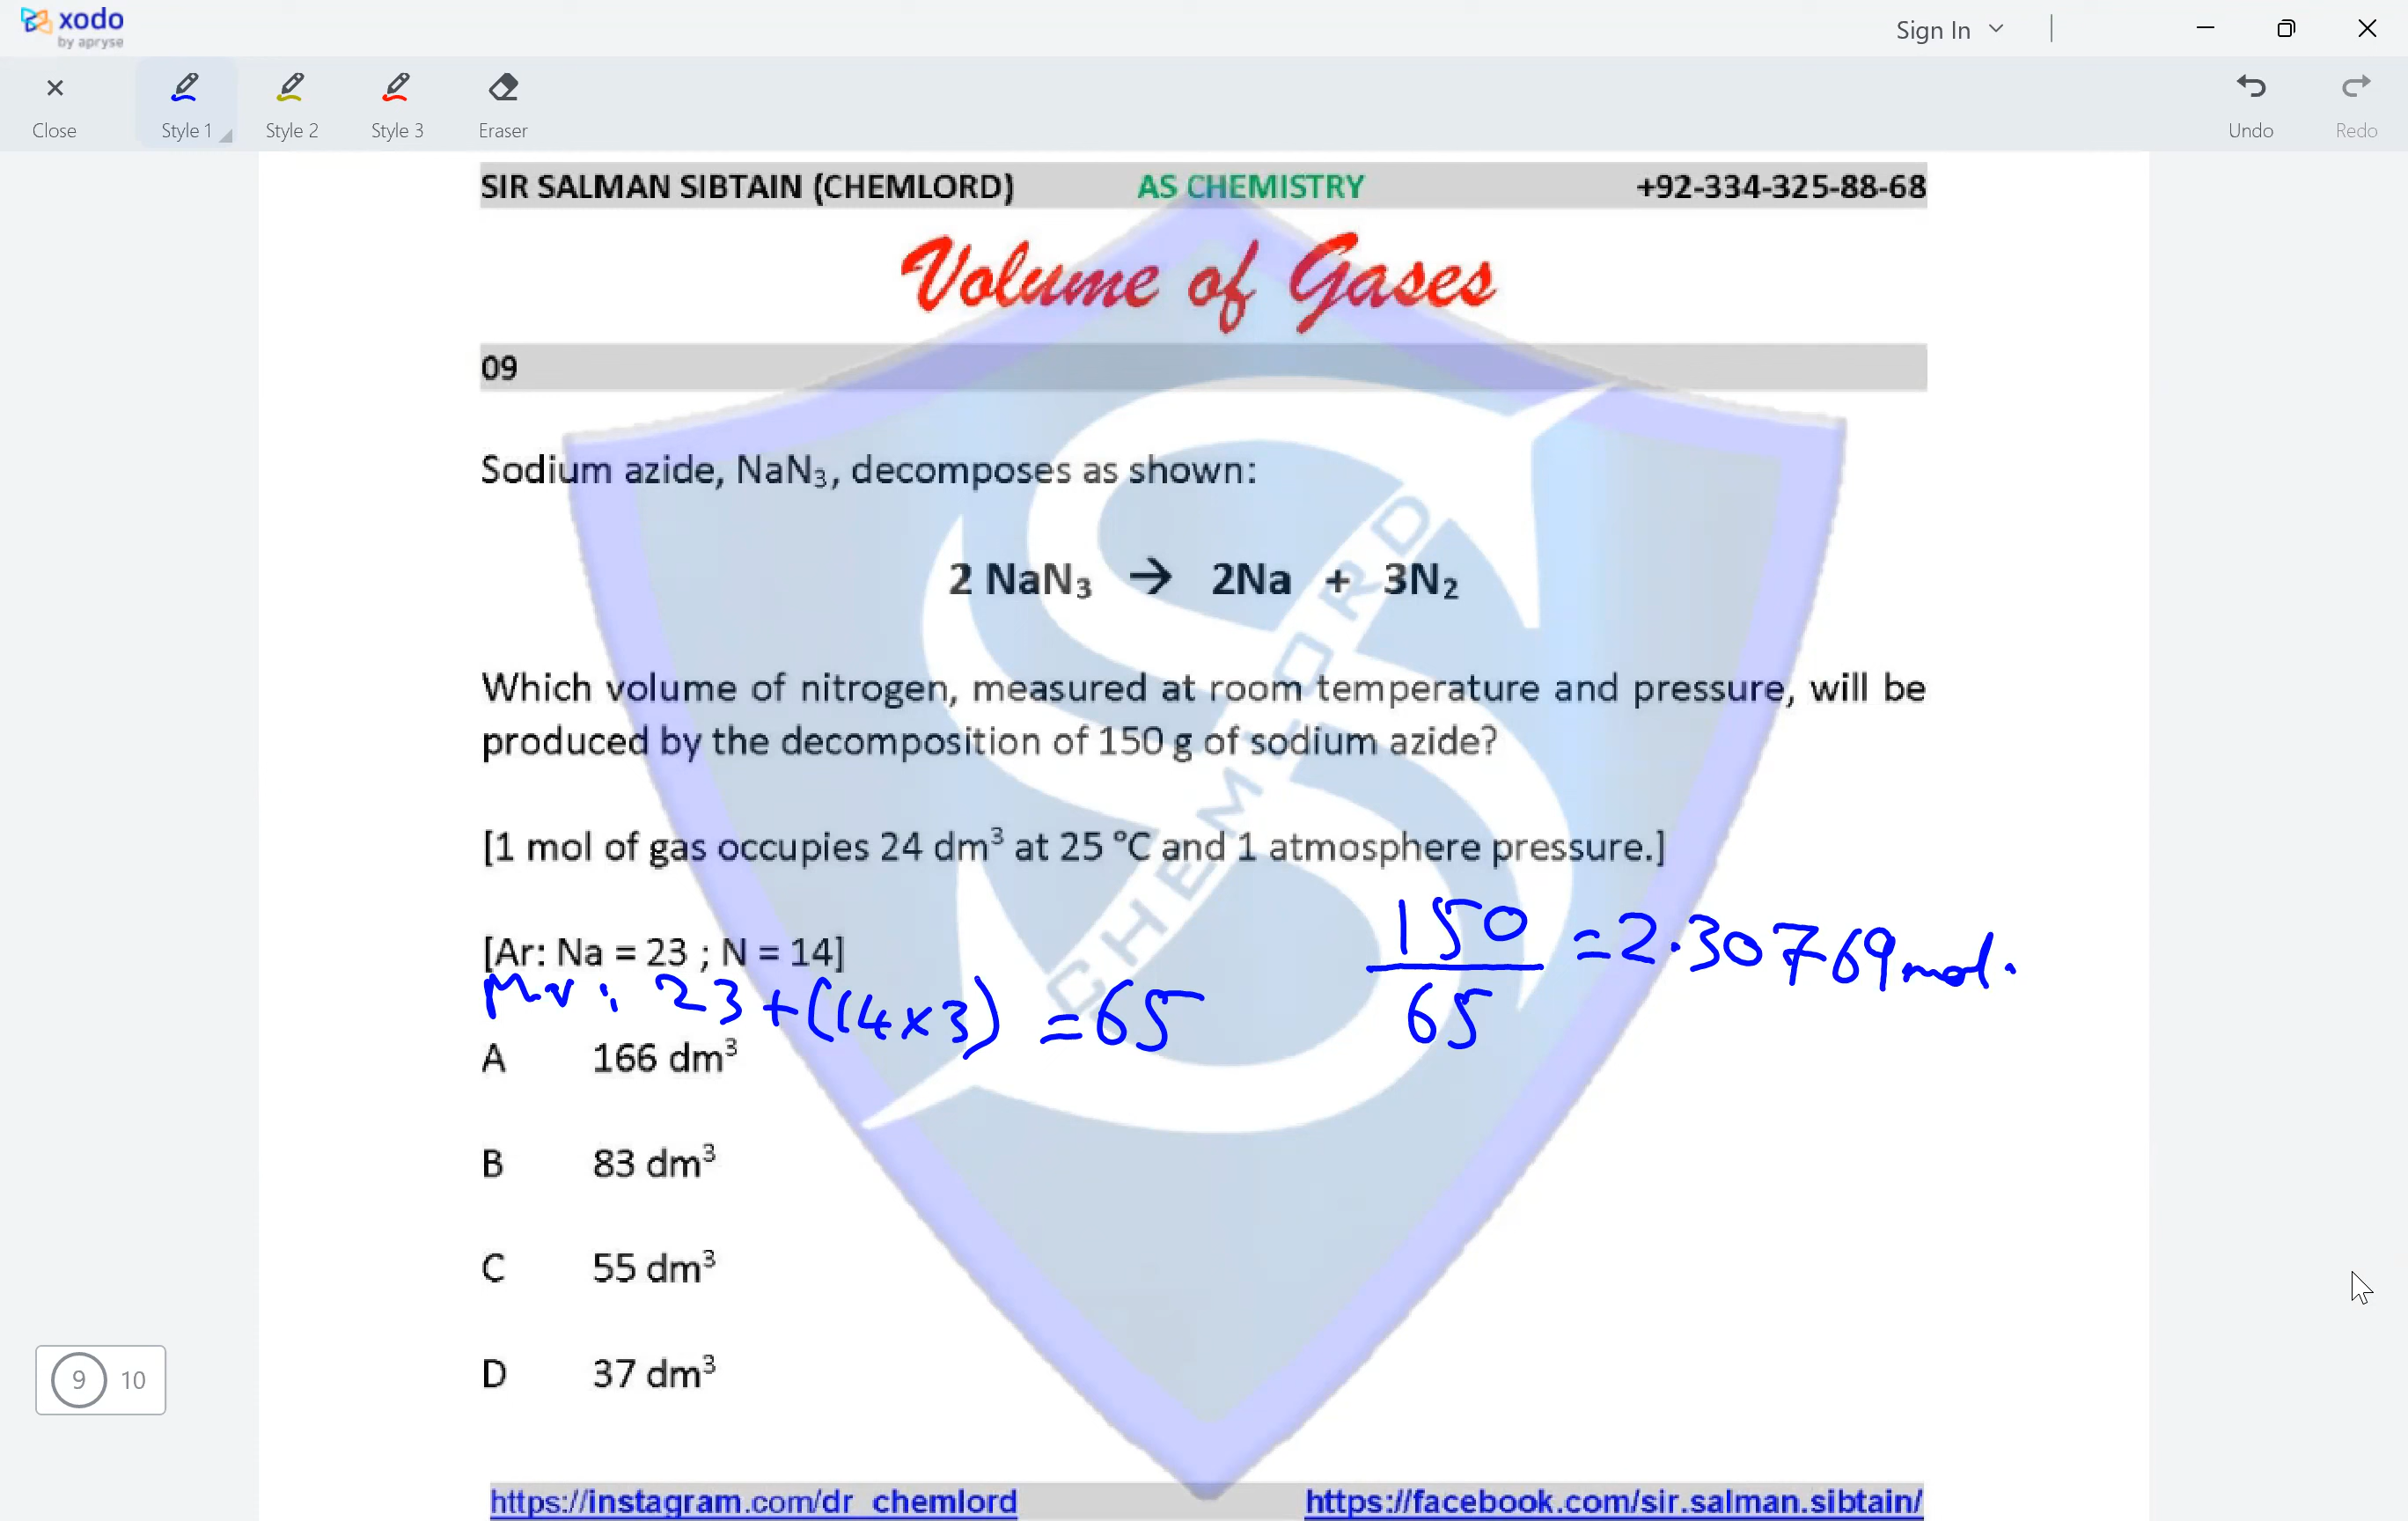 xodo
by apryse
Sign In
Close
Style 1
Style 2
Style 3
Eraser
Undo
Redo
SIR SALMAN SIBTAIN (CHEMLORD) AS CHEMISTRY +92-334-325-88-68
Volume of Gases
09
Sodium azide, NaN₃, decomposes as shown:
2 NaN₃ → 2Na + 3N₂
Which volume of nitrogen, measured at room temperature and pressure, will be
produced by the decomposition of 150 g of sodium azide?
[1 mol of gas occupies 24 dm³ at 25 °C and 1 atmosphere pressure.]
[Ar: Na = 23 ; N = 14]
Mr : 23 + (14 x 3) = 65
150
65
= 2.30769 mol.
A 166 dm³
B 83 dm³
C 55 dm³
D 37 dm³
CHEMLORD
9 10
https://instagram.com/dr_chemlord https://facebook.com/sir.salman.sibtain/